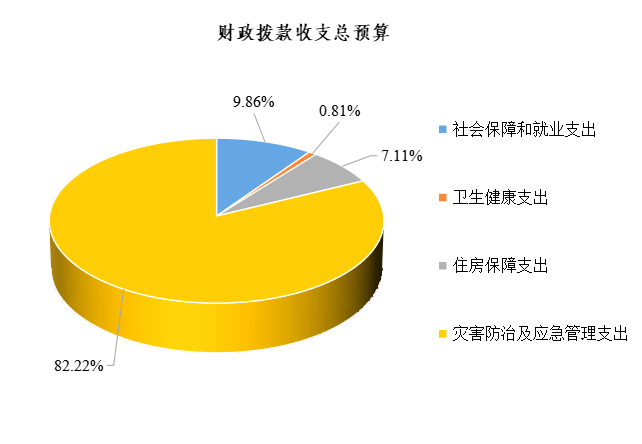 财政拨款收支总预算
9.86%
0.81%
7.11%
82.22%
社会保障和就业支出
卫生健康支出
住房保障支出
灾害防治及应急管理支出